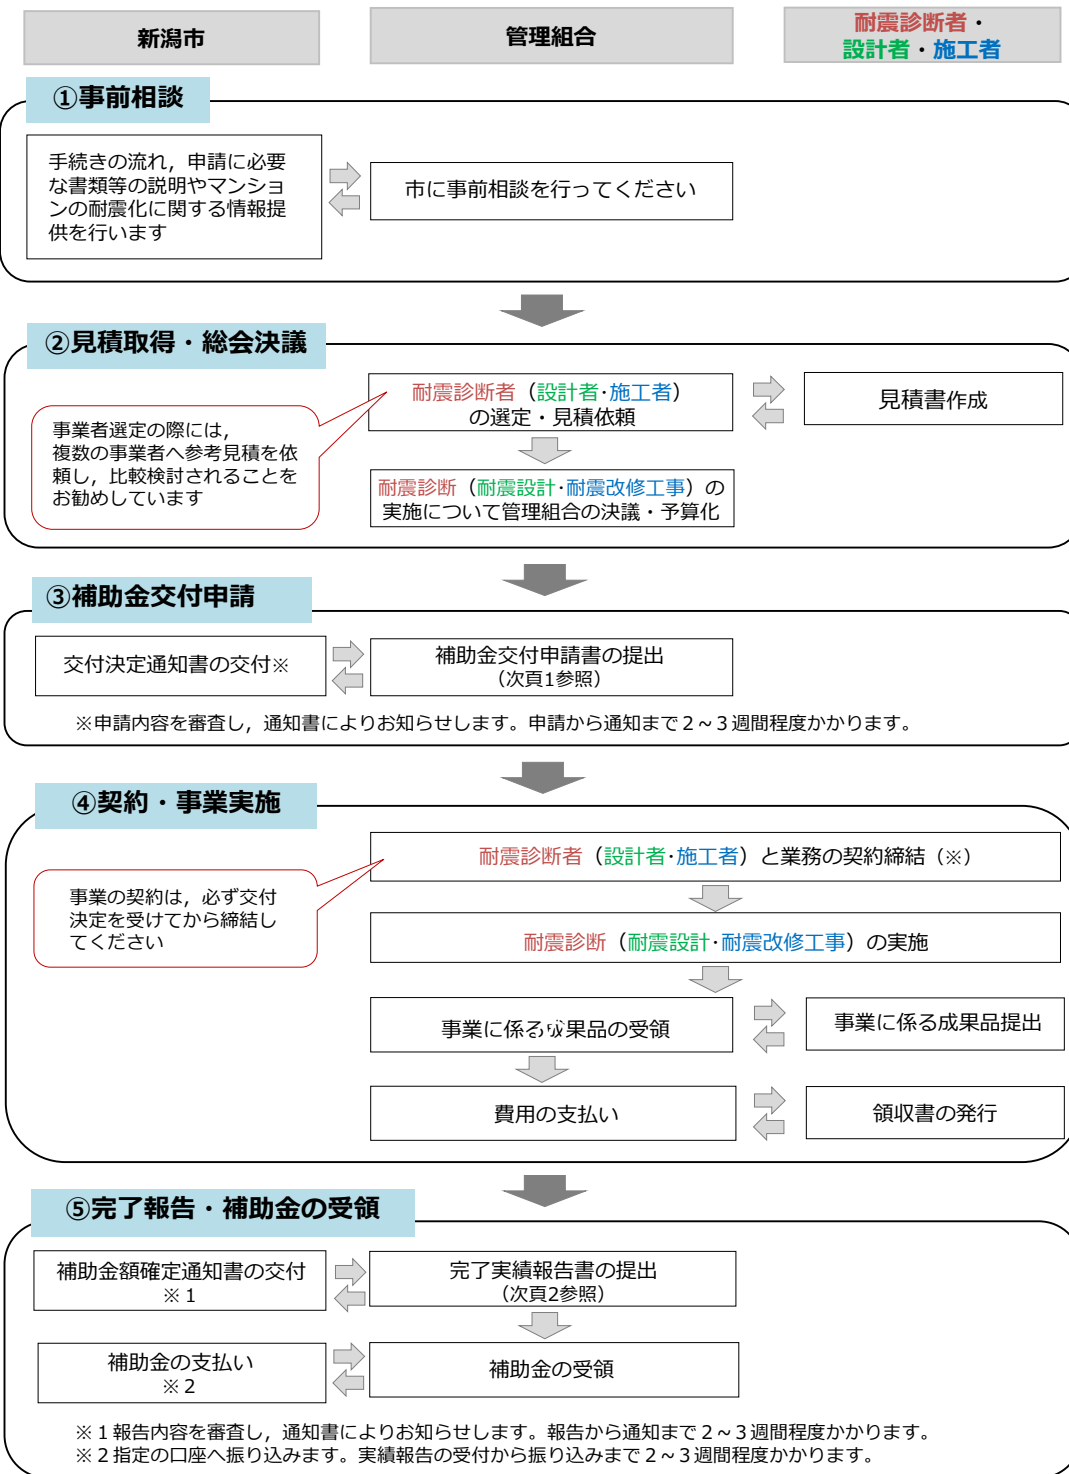 新潟市
管理組合
耐震診断者・
設計者・施工者
①事前相談
手続きの流れ，申請に必要
な書類等の説明やマンショ
ンの耐震化に関する情報提
供を行います
市に事前相談を行ってください
②見積取得・総会決議
耐震診断者（設計者・施工者）
の選定・見積依頼
見積書作成
事業者選定の際には，
複数の事業者へ参考見積を依
頼し，比較検討されることを
お勧めしています
耐震診断（耐震設計・耐震改修工事）の
実施について管理組合の決議・予算化
③補助金交付申請
交付決定通知書の交付※
補助金交付申請書の提出
（次頁1参照）
※申請内容を審査し，通知書によりお知らせします。申請から通知まで２～３週間程度かかります。
④契約・事業実施
耐震診断者（設計者・施工者）と業務の契約締結（※）
事業の契約は，必ず交付
決定を受けてから締結し
てください
耐震診断（耐震設計・耐震改修工事）の実施
事業に係る成果品の受領
事業に係る成果品提出
費用の支払い
領収書の発行
⑤完了報告・補助金の受領
補助金額確定通知書の交付
※１
完了実績報告書の提出
（次頁2参照）
補助金の支払い
※２
補助金の受領
※１報告内容を審査し，通知書によりお知らせします。報告から通知まで２～３週間程度かかります。
※２指定の口座へ振り込みます。実績報告の受付から振り込みまで２～３週間程度かかります。